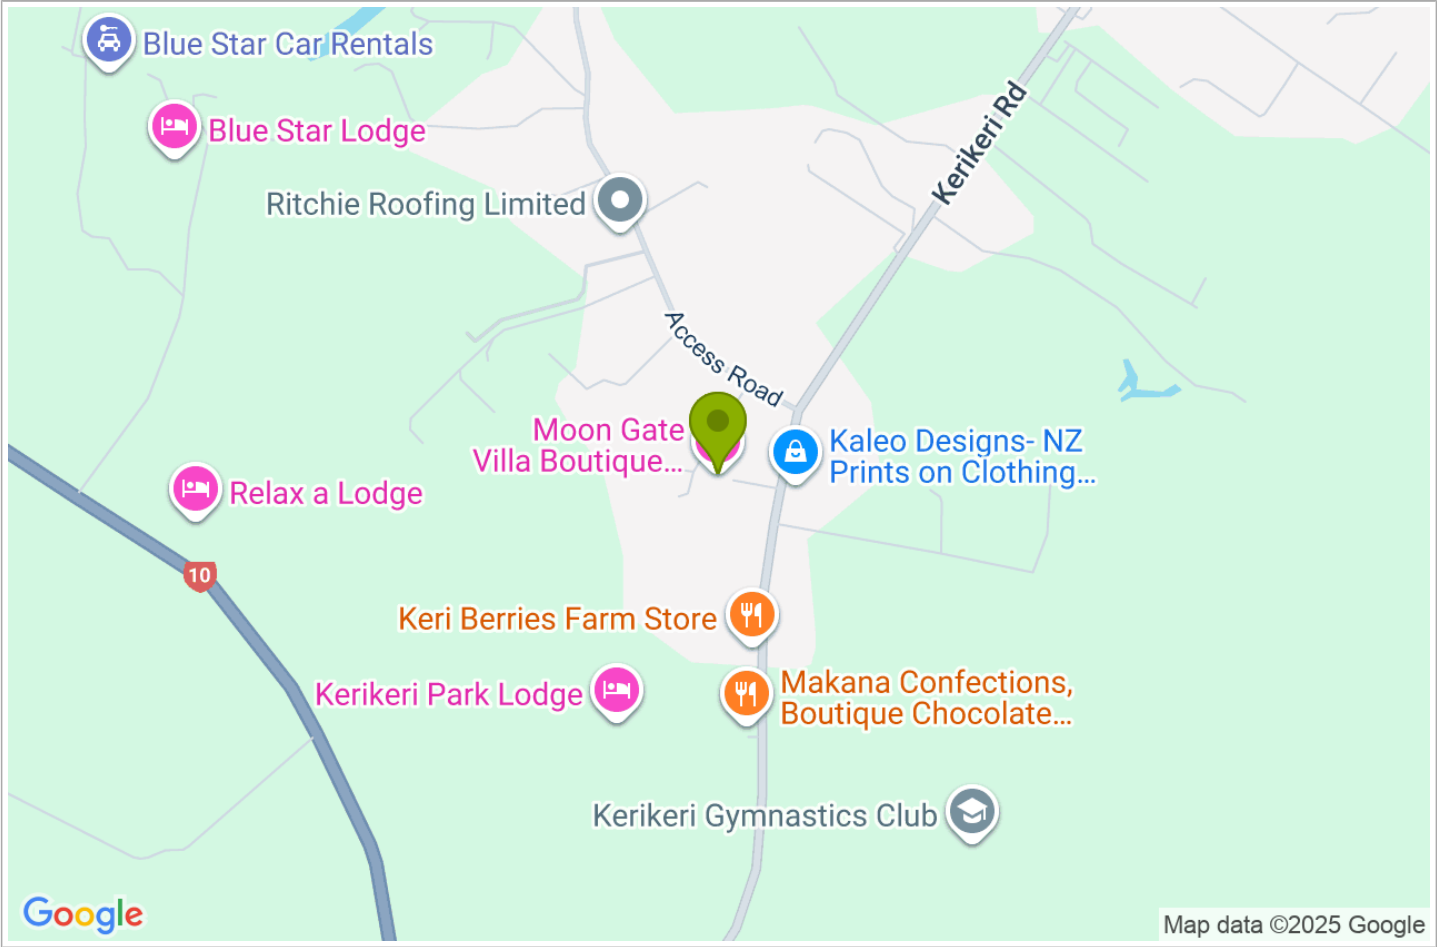 Blue Star Car Rentals
Blue Star Lodge
Kerikeri Rd
Ritchie Roofing Limited
Access Road
Moon Gate
Villa Boutique...
Kaleo Designs- NZ
Prints on Clothing...
Relax a Lodge
10
Keri Berries Farm Store
Kerikeri Park Lodge
Makana Confections,
Boutique Chocolate...
Kerikeri Gymnastics Club
Google
Map data ©2025 Google